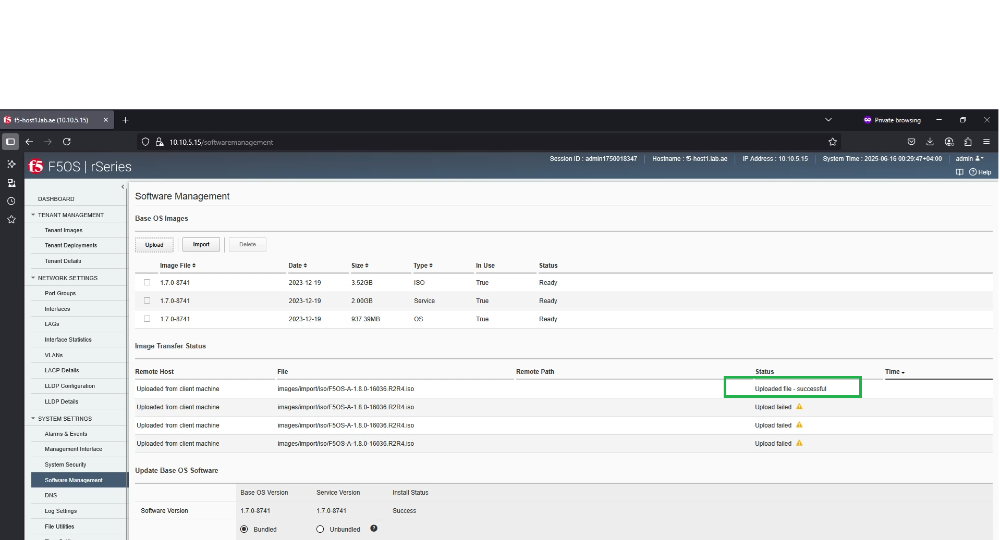 f5 f5-host1.lab.ae (10.10.5.15)
Private browsing
10.10.5.15/softwaremanagement
f5 F5OS | rSeries
Session ID : admin1750018347 Hostname : f5-host1.lab.ae IP Address : 10.10.5.15 System Time : 2025-06-16 00:29:47+04:00 admin
Help
DASHBOARD
TENANT MANAGEMENT
Tenant Images
Tenant Deployments
Tenant Details
NETWORK SETTINGS
Port Groups
Interfaces
LAGs
Interface Statistics
VLANs
LACP Details
LLDP Configuration
LLDP Details
SYSTEM SETTINGS
Alarms & Events
Management Interface
System Security
Software Management
DNS
Log Settings
File Utilities
Software Management
Base OS Images
Upload Import Delete
Image File Date Size Type In Use Status
1.7.0-8741 2023-12-19 3.52GB ISO True Ready
1.7.0-8741 2023-12-19 2.00GB Service True Ready
1.7.0-8741 2023-12-19 937.39MB OS True Ready
Image Transfer Status
Remote Host File Remote Path Status Time
Uploaded from client machine images/import/iso/F5OS-A-1.8.0-16036.R2R4.iso Uploaded file - successful
Uploaded from client machine images/import/iso/F5OS-A-1.8.0-16036.R2R4.iso Upload failed
Uploaded from client machine images/import/iso/F5OS-A-1.8.0-16036.R2R4.iso Upload failed
Uploaded from client machine images/import/iso/F5OS-A-1.8.0-16036.R2R4.iso Upload failed
Update Base OS Software
Base OS Version Service Version Install Status
Software Version 1.7.0-8741 1.7.0-8741 Success
Bundled Unbundled